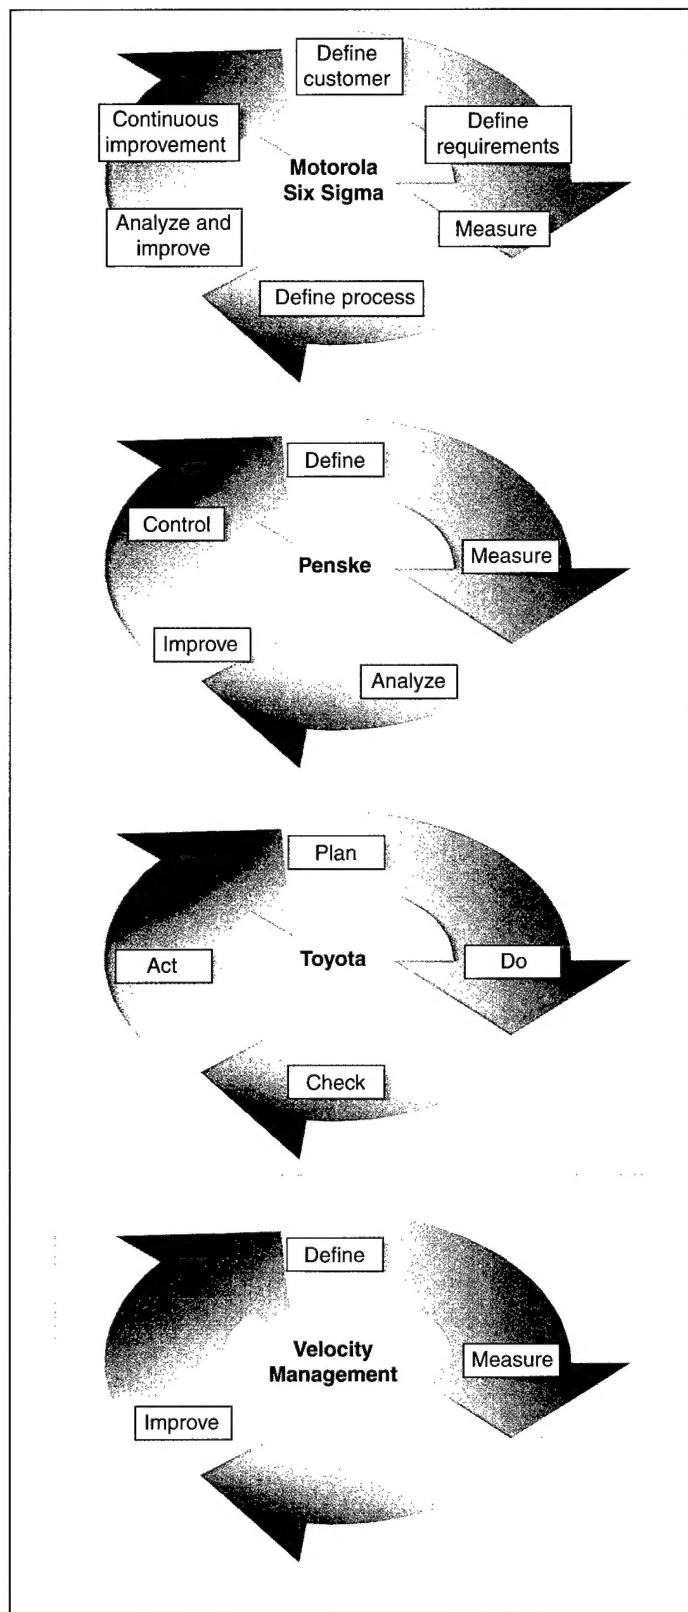 Define
customer
Continuous
improvement
Define
requirements
Motorola
Six Sigma
Analyze and
improve
Measure
Define process
Define
Control
Penske
Measure
Improve
Analyze
Plan
Act
Toyota
Do
Check
Define
Velocity
Management
Measure
Improve